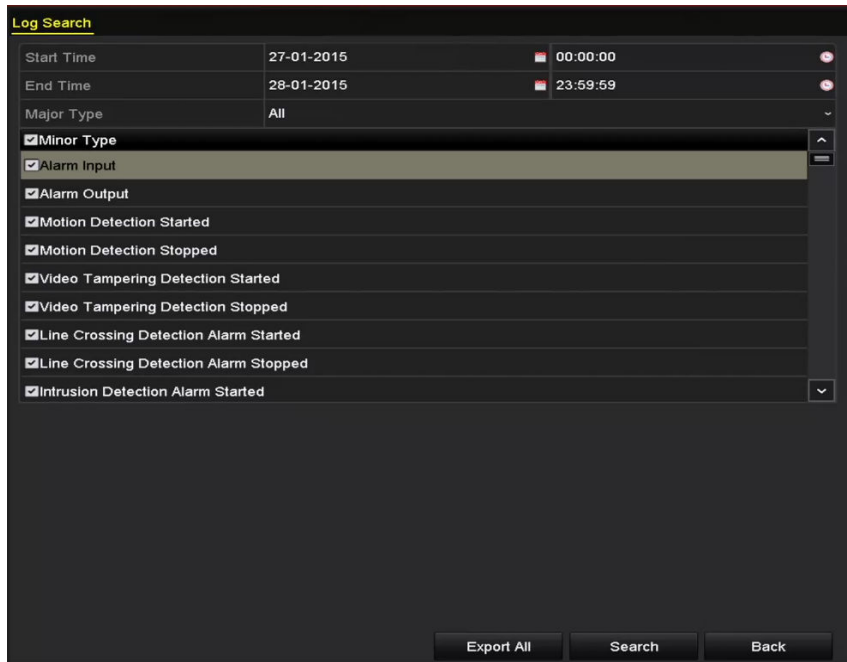 Log Search
Start Time 27-01-2015 00:00:00
End Time 28-01-2015 23:59:59
Major Type All
Minor Type
Alarm Input
Alarm Output
Motion Detection Started
Motion Detection Stopped
Video Tampering Detection Started
Video Tampering Detection Stopped
Line Crossing Detection Alarm Started
Line Crossing Detection Alarm Stopped
Intrusion Detection Alarm Started
Export All Search Back